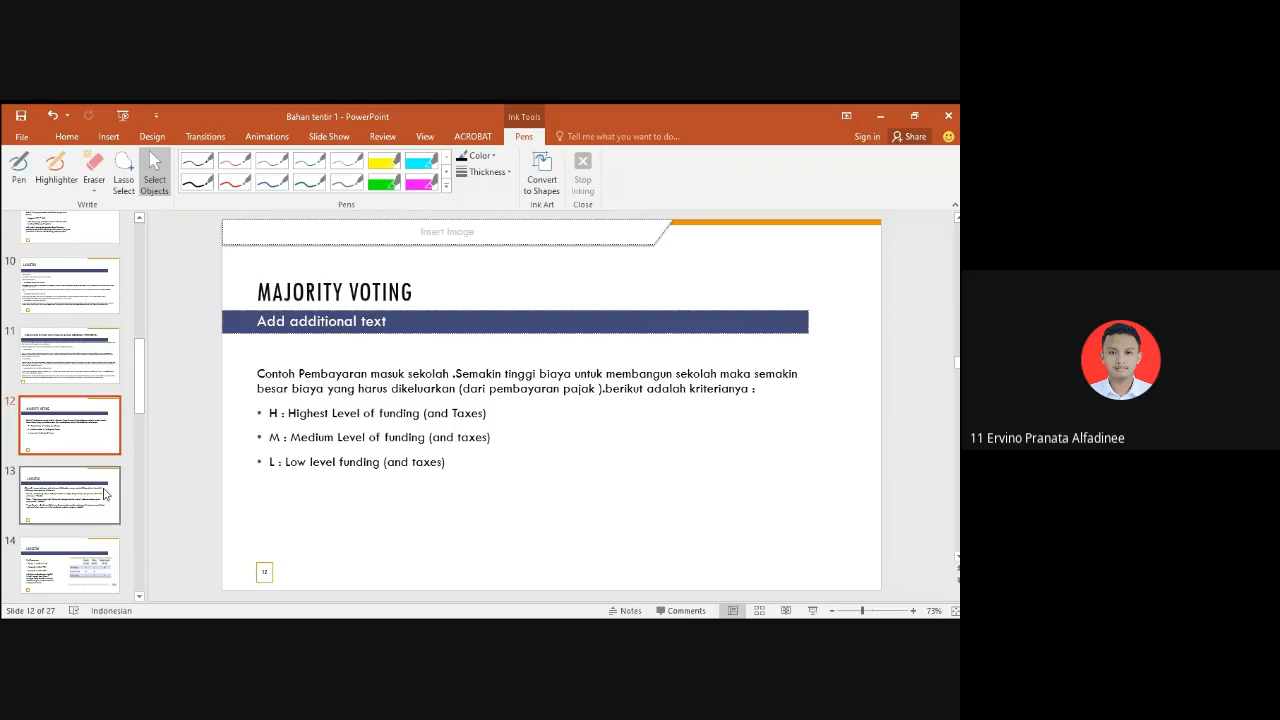 Bahan tentir 1 - PowerPoint
Ink Tools
File Home Insert Design Transitions Animations Slide Show Review View ACROBAT Pens Tell me what you want to do...
Sign in Share
Pen Highlighter Eraser Lasso Select Select Objects
Color
Thickness
Convert to Shapes
Stop Inking
Write Pens Ink Art Close
10
11
12
13
14
Insert Image
MAJORITY VOTING
Add additional text
Contoh Pembayaran masuk sekolah .Semakin tinggi biaya untuk membangun sekolah maka semakin
besar biaya yang harus dikeluarkan (dari pembayaran pajak ).berikut adalah kriterianya :
▪ H : Highest Level of funding (and Taxes)
▪ M : Medium Level of funding (and taxes)
▪ L : Low level funding (and taxes)
12
11 Ervino Pranata Alfadinee
Slide 12 of 27 Indonesian Notes Comments 73%